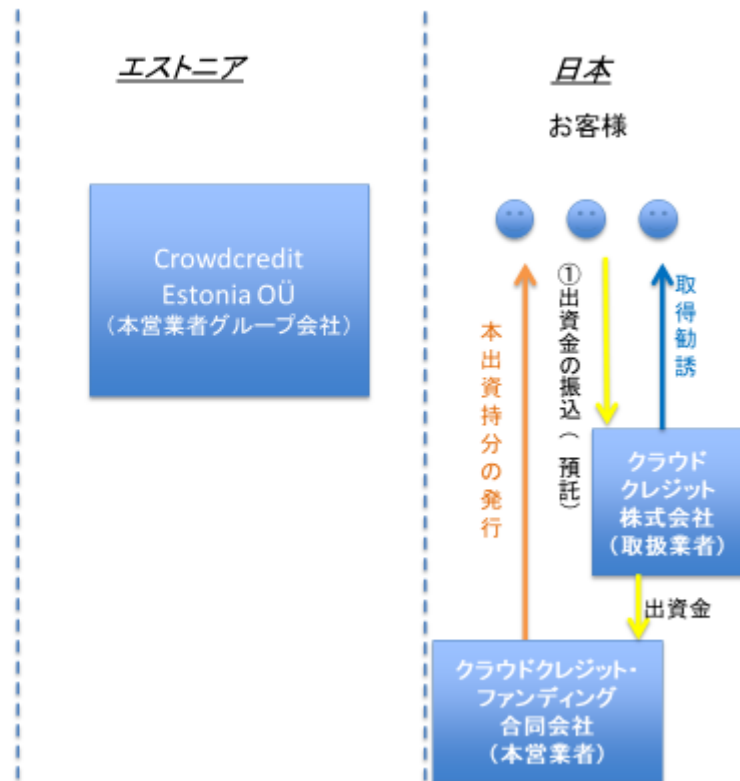 エストニア
日本
お客様
Crowdcredit
Estonia OÜ
（本営業者グループ会社）
本出資持分の発行
①出資金の振込（預託）
取得勧誘
クラウド
クレジット
株式会社
（取扱業者）
出資金
クラウドクレジット・
ファンディング
合同会社
（本営業者）